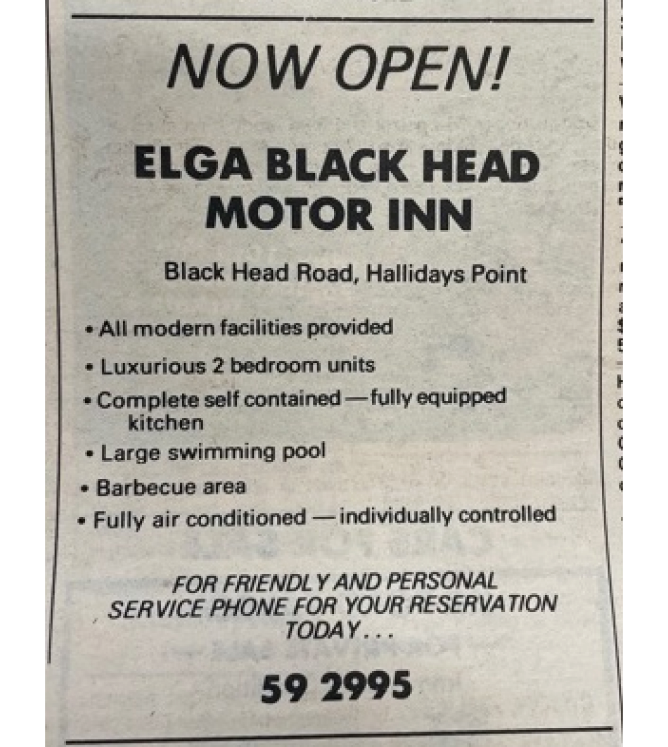 NOW OPEN!
ELGA BLACK HEAD
MOTOR INN
Black Head Road, Hallidays Point
• All modern facilities provided
• Luxurious 2 bedroom units
• Complete self contained — fully equipped
kitchen
• Large swimming pool
• Barbecue area
• Fully air conditioned — individually controlled
FOR FRIENDLY AND PERSONAL
SERVICE PHONE FOR YOUR RESERVATION
TODAY...
59 2995